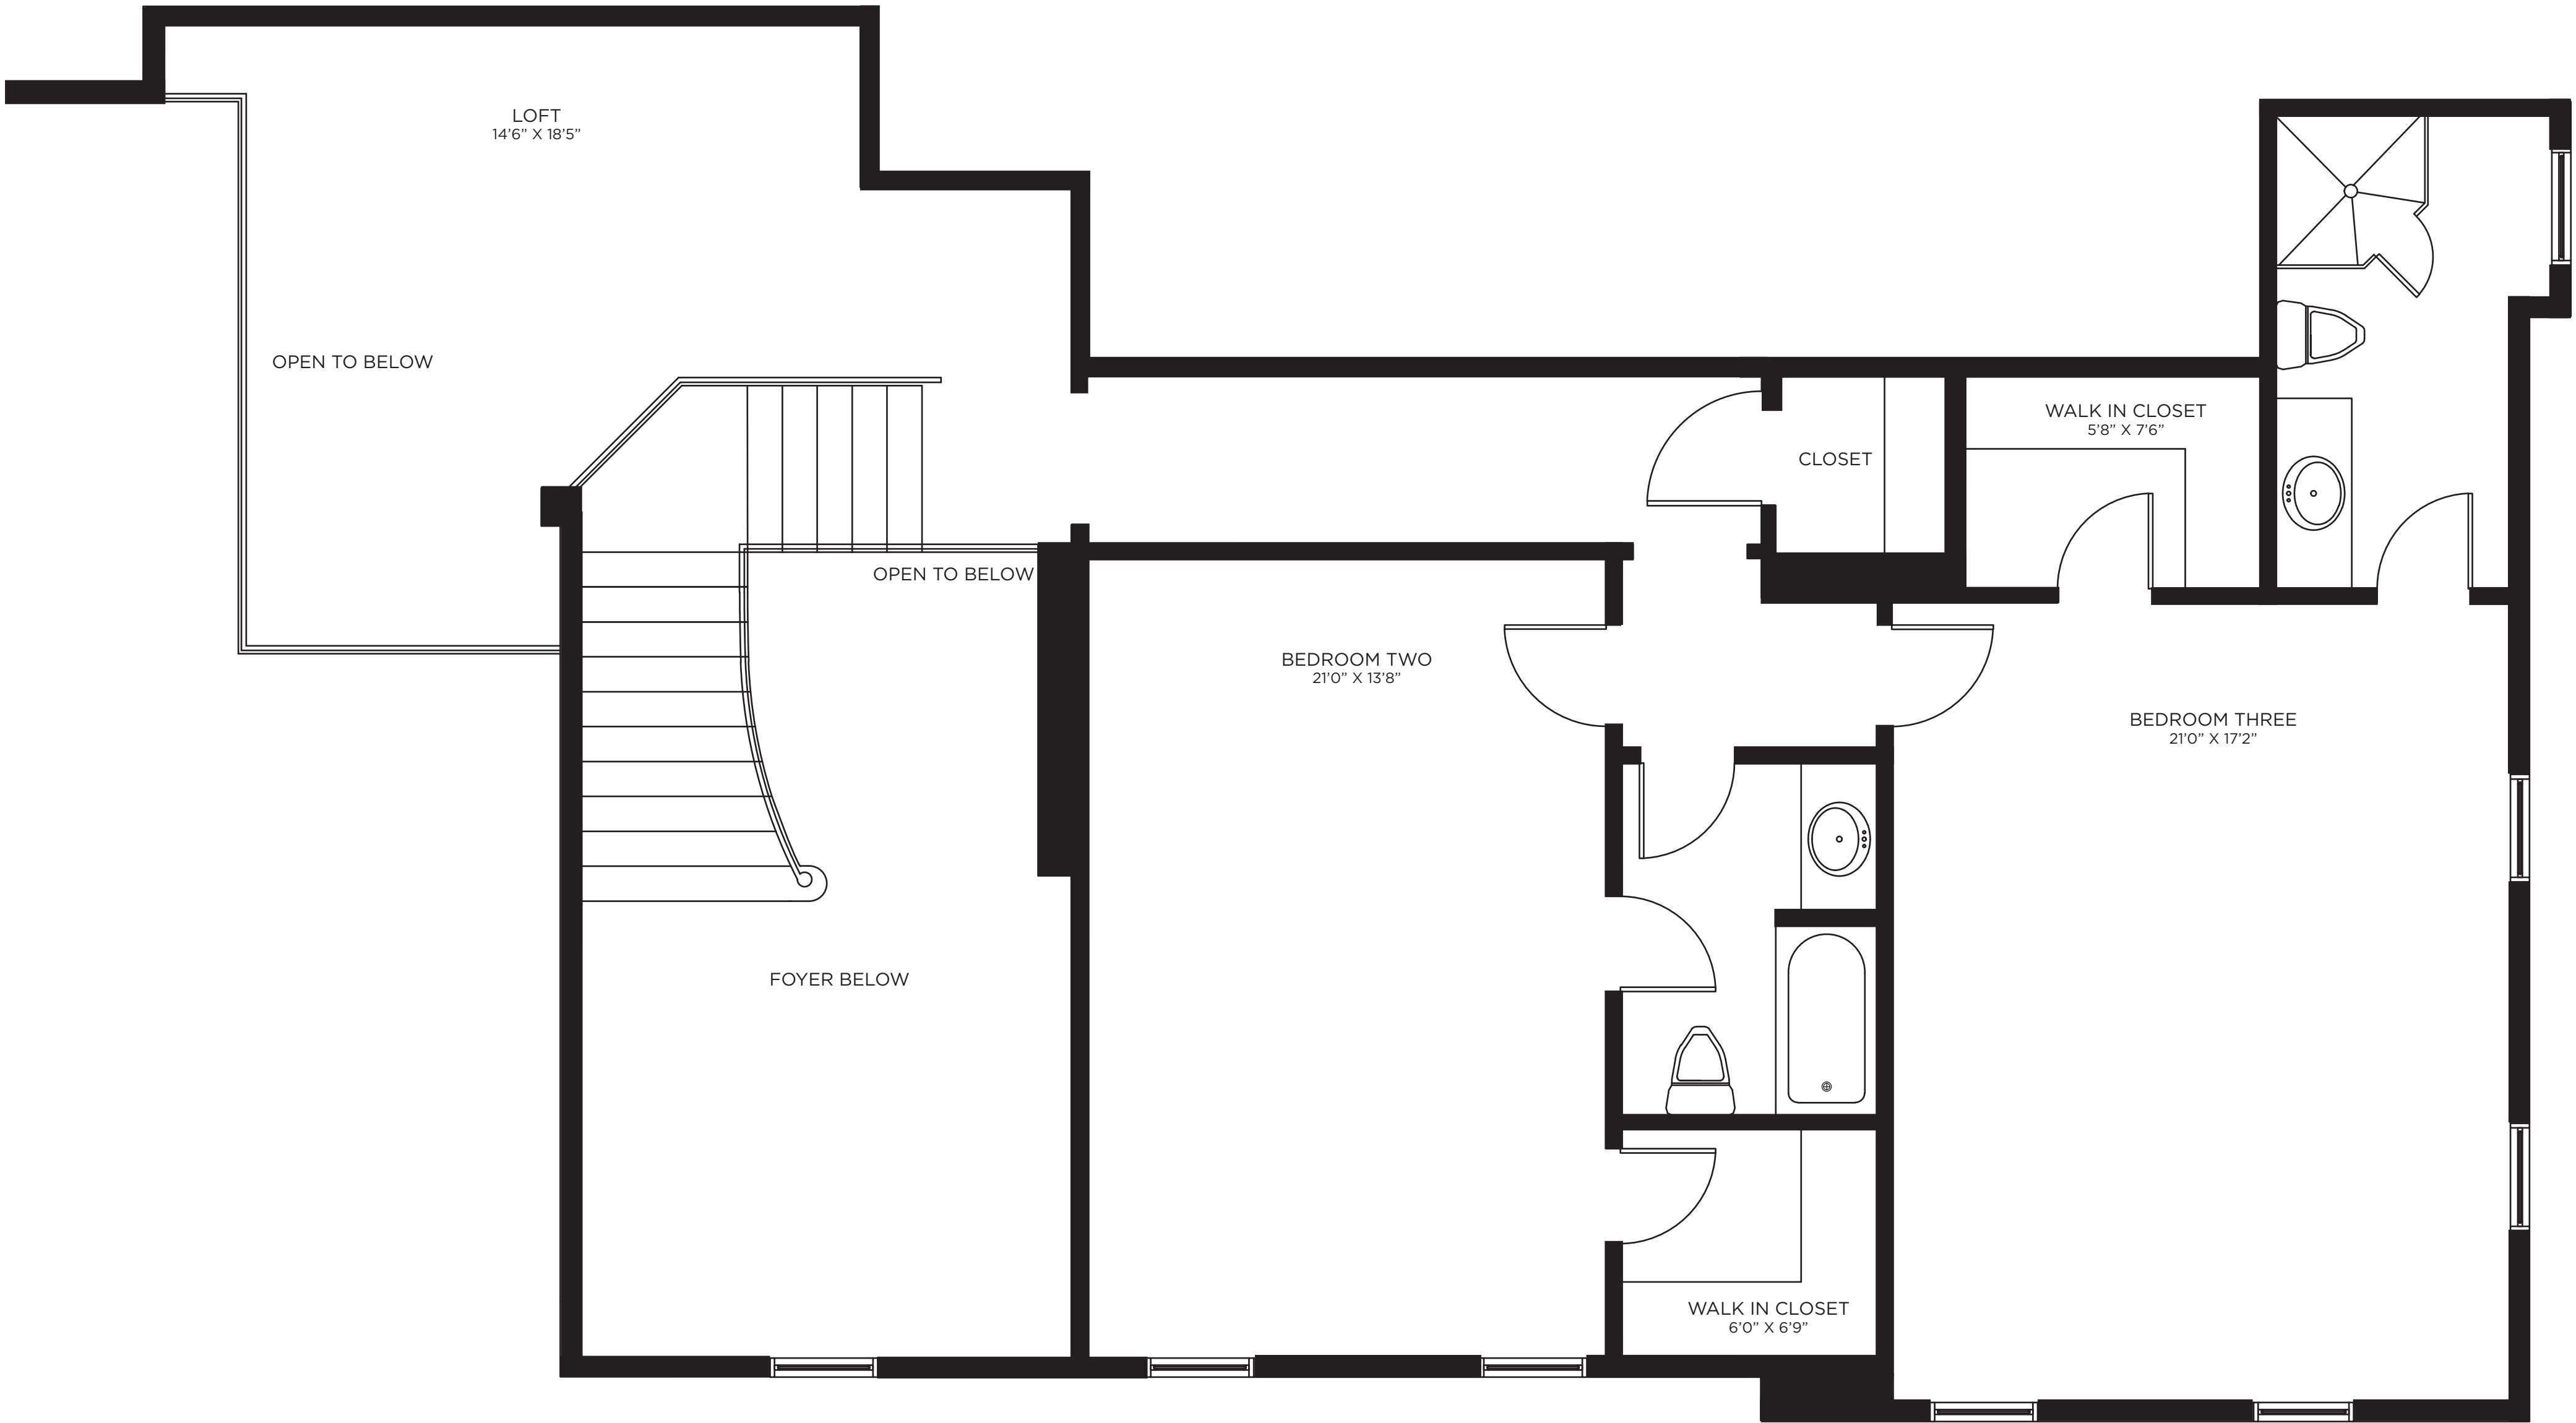 LOFT
14’6” X 18’5”
OPEN TO BELOW
WALK IN CLOSET
5’8” X 7’6”
CLOSET
OPEN TO BELOW
BEDROOM TWO
21’0” X 13’8”
BEDROOM THREE
21’0” X 17’2”
FOYER BELOW
WALK IN CLOSET
6’0” X 6’9”